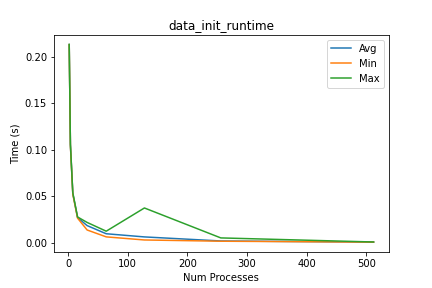 data_init_runtime
Avg
Min
Max
Time (s)
0.20
0.15
0.10
0.05
0.00
0 100 200 300 400 500
Num Processes